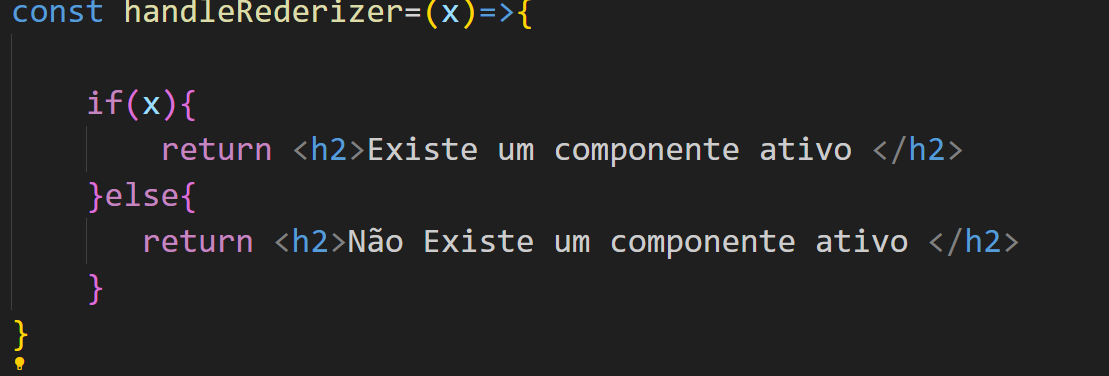 const handleRederizer=(x)=>{
if(x){
return <h2>Existe um componente ativo </h2>
}else{
return <h2>Não Existe um componente ativo </h2>
}
}